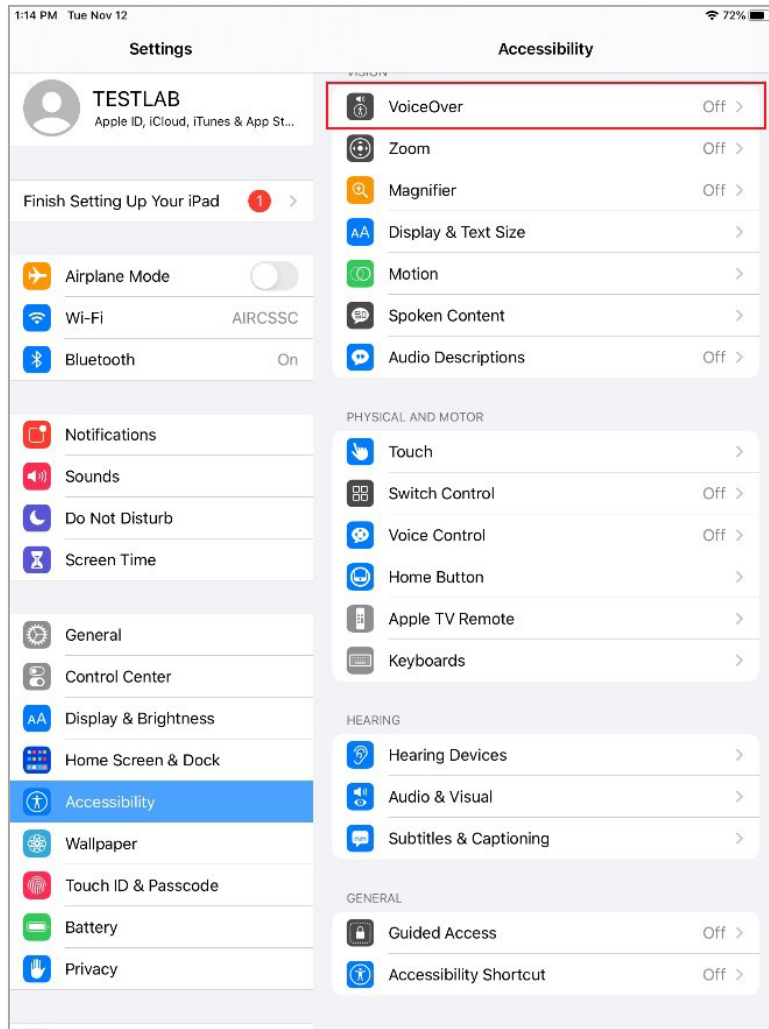 1:14 PM Tue Nov 12
72%
Settings
TESTLAB
Apple ID, iCloud, iTunes & App St...
Finish Setting Up Your iPad 1
Airplane Mode
Wi-Fi AIRCSSC
Bluetooth On
Notifications
Sounds
Do Not Disturb
Screen Time
General
Control Center
AA Display & Brightness
Home Screen & Dock
Accessibility
Wallpaper
Touch ID & Passcode
Battery
Privacy
Accessibility
VISION
VoiceOver Off
Zoom Off
Magnifier Off
AA Display & Text Size
Motion
Spoken Content
Audio Descriptions Off
PHYSICAL AND MOTOR
Touch
Switch Control Off
Voice Control Off
Home Button
Apple TV Remote
Keyboards
HEARING
Hearing Devices
Audio & Visual
Subtitles & Captioning
GENERAL
Guided Access Off
Accessibility Shortcut Off